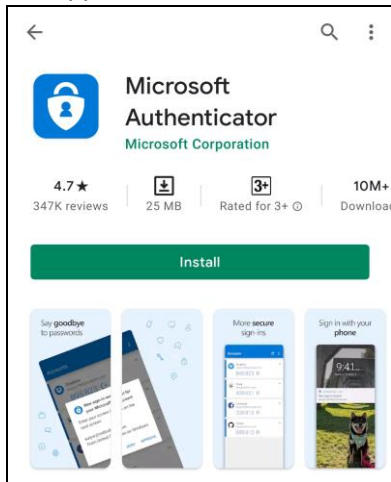 Microsoft
Authenticator
Microsoft Corporation
4.7★
3+
10M+
347K reviews
25 MB
Rated for 3+
Downloa
Install
Say goodbye
to passwords
More secure
sign-ins
Sign in with your
phone
9:41